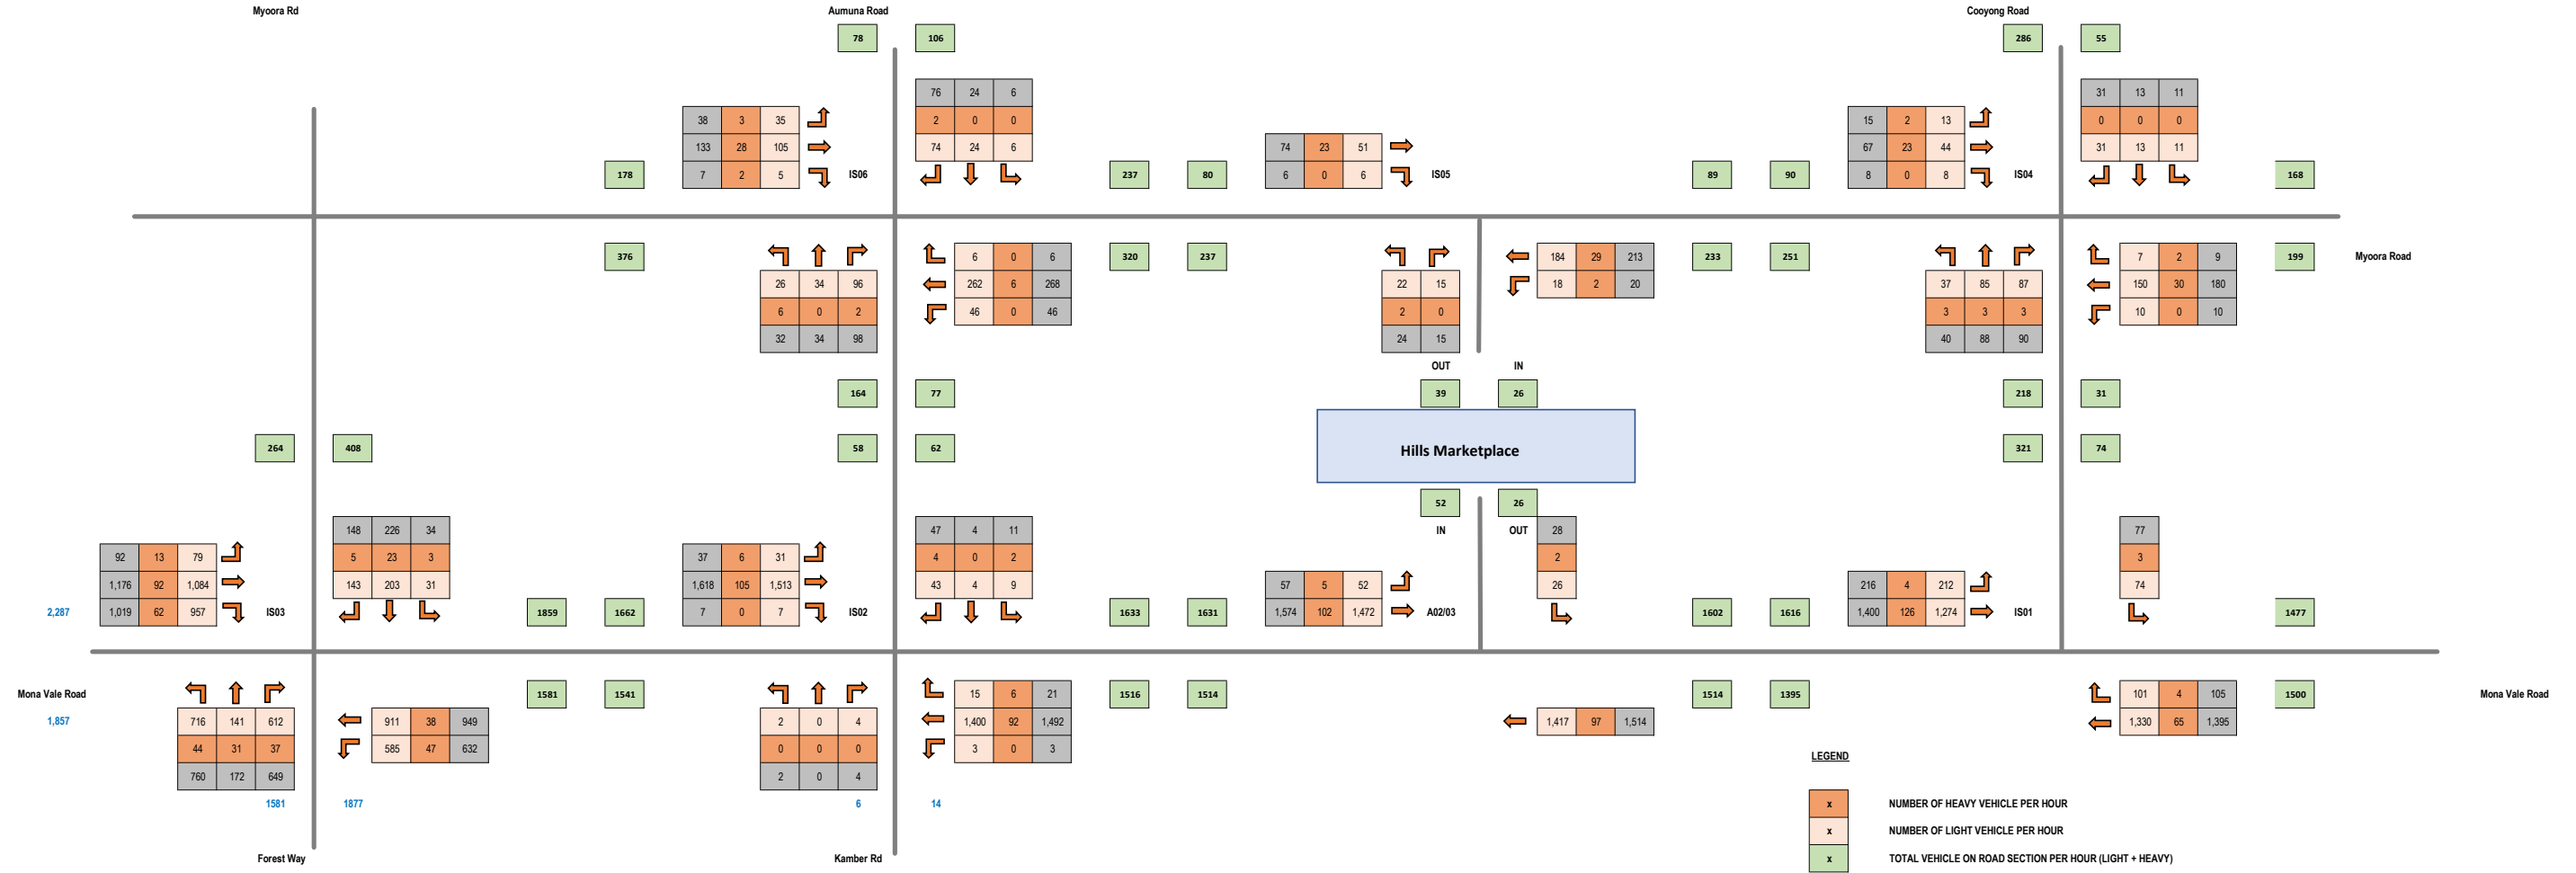 Myoora Rd Aumuna Road Cooyong Road
78 106 286 55
76 24 6 31 13 11
38 3 35 2 0 0 15 2 13 0 0 0
133 28 105 74 24 6 74 23 51 67 23 44 31 13 11
178 7 2 5 IS06 237 80 6 0 6 IS05 89 90 8 0 8 IS04 168
376 6 0 6 320 237 184 29 213 233 251 7 2 9 199 Myoora Road
26 34 96 262 6 268 22 15 18 2 20 37 85 87 150 30 180
6 0 2 46 0 46 2 0 3 3 3 10 0 10
32 34 98 24 15 40 88 90
OUT IN
164 77 39 26 218 31
264 408 58 62 Hills Marketplace 321 74
52 26
148 226 34 47 4 11 IN OUT 28 77
92 13 79 5 23 3 37 6 31 4 0 2 2 3
1,176 92 1,084 143 203 31 1,618 105 1,513 43 4 9 57 5 52 26 216 4 212 74
2,287 1,019 62 957 IS03 1859 1662 7 0 7 IS02 1633 1631 1,574 102 1,472 A02/03 1602 1616 1,400 126 1,274 IS01 1477
Mona Vale Road 1581 1541 15 6 21 1516 1514 1514 1395 101 4 105 1500 Mona Vale Road
1,857 716 141 612 911 38 949 2 0 4 1,400 92 1,492 1,417 97 1,514 1,330 65 1,395
44 31 37 585 47 632 0 0 0 3 0 3
760 172 649 2 0 4
LEGEND
1581 1877 6 14 x NUMBER OF HEAVY VEHICLE PER HOUR
x NUMBER OF LIGHT VEHICLE PER HOUR
Forest Way Kamber Rd x TOTAL VEHICLE ON ROAD SECTION PER HOUR (LIGHT + HEAVY)